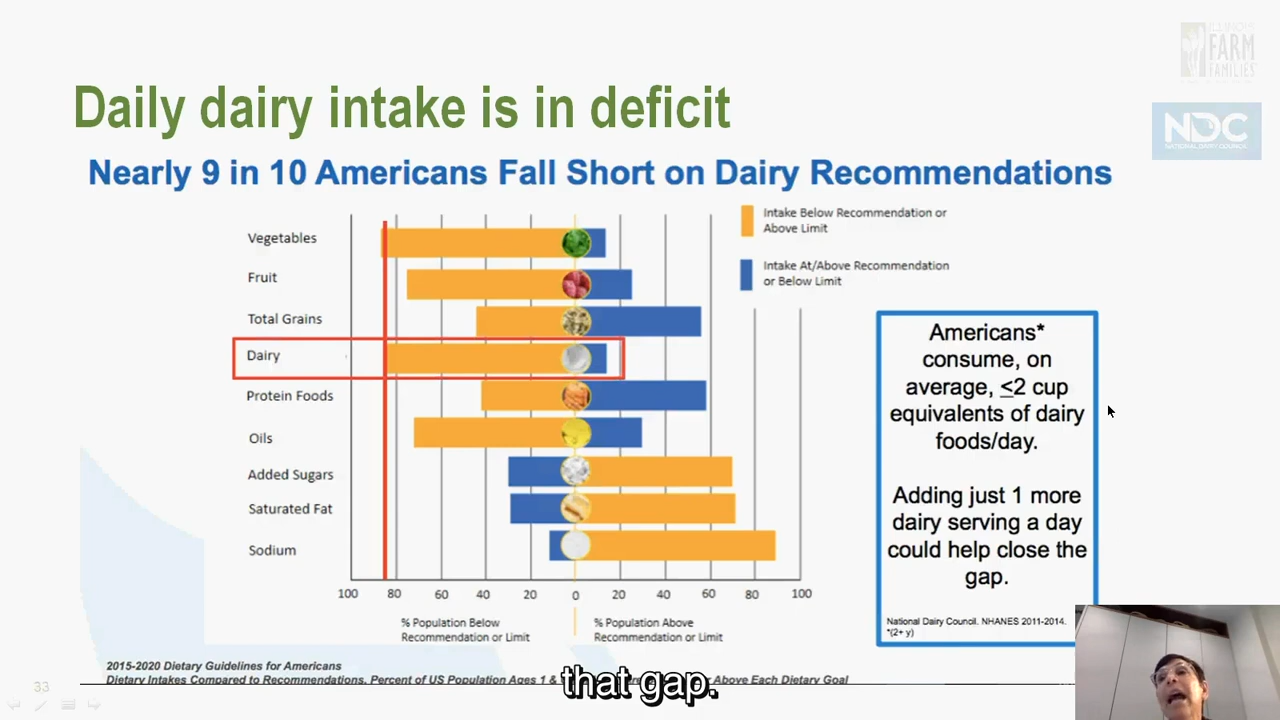 ILLINOIS
FARM
FAMILIES
Daily dairy intake is in deficit
NDC
NATIONAL DAIRY COUNCIL
Nearly 9 in 10 Americans Fall Short on Dairy Recommendations
Intake Below Recommendation or
Above Limit
Intake At/Above Recommendation
or Below Limit
Vegetables
Fruit
Total Grains
Dairy
Protein Foods
Oils
Added Sugars
Saturated Fat
Sodium
100 80 60 40 20 0 20 40 60 80 100
% Population Below
Recommendation or Limit
% Population Above
Recommendation or Limit
Americans*
consume, on
average, ≤2 cup
equivalents of dairy
foods/day.
Adding just 1 more
dairy serving a day
could help close the
gap.
National Dairy Council. NHANES 2011-2014.
*(2+ y)
2015-2020 Dietary Guidelines for Americans
Dietary Intakes Compared to Recommendations. Percent of US Population Ages 1 & Above Each Dietary Goal
that gap.
33